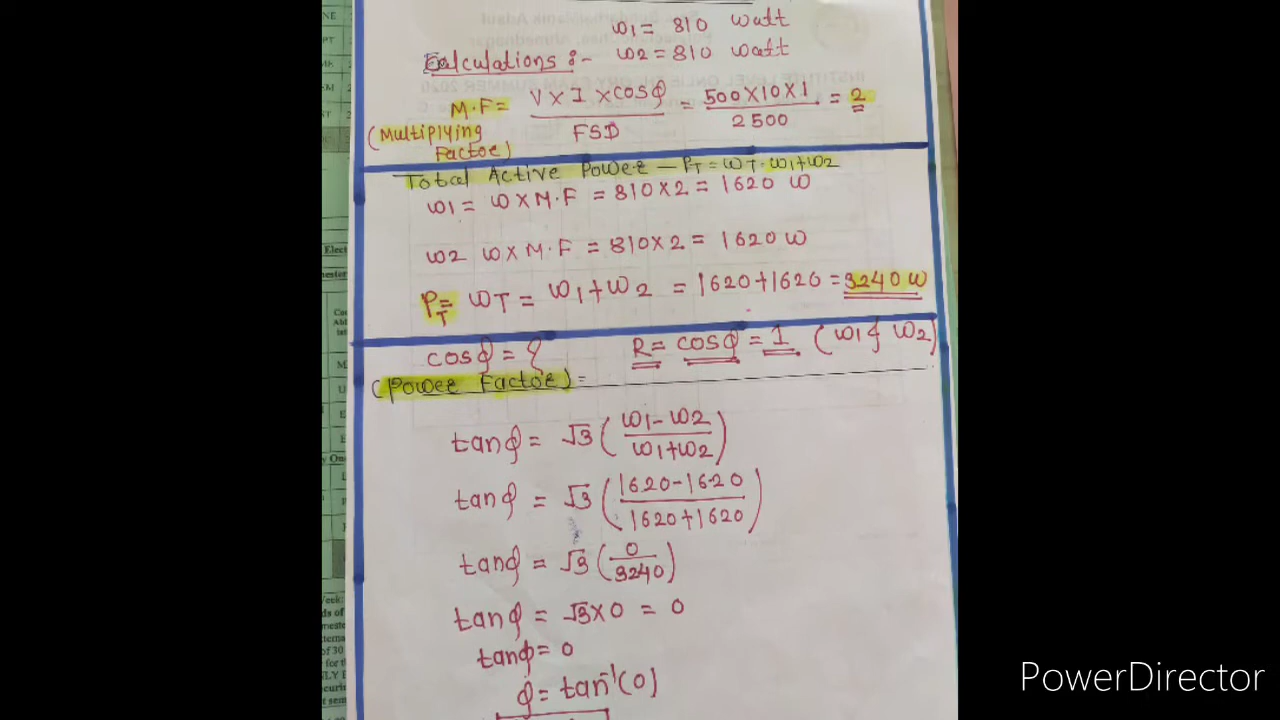 w1 = 810 watt
Calculations :- w2 = 810 watt
M.F = V × I × cosϕ / FSD = 500×10×1 / 2500 = 2
(Multiplying Factor)
Total Active Power — PT = wT. w1+w2
w1 = w × M.F = 810×2 = 1620 w
w2 w × M.F = 810×2 = 1620 w
PT = wT = w1+w2 = 1620+1620 = 3240 w
cosϕ = ? R = cosϕ = 1 (w1 & w2)
(Power Factor) =
tanϕ = √3 (w1-w2 / w1+w2)
tanϕ = √3 (1620-1620 / 1620+1620)
tanϕ = √3 (0 / 3240)
tanϕ = √3×0 = 0
tanϕ = 0
ϕ = tan⁻¹(0)
PowerDirector